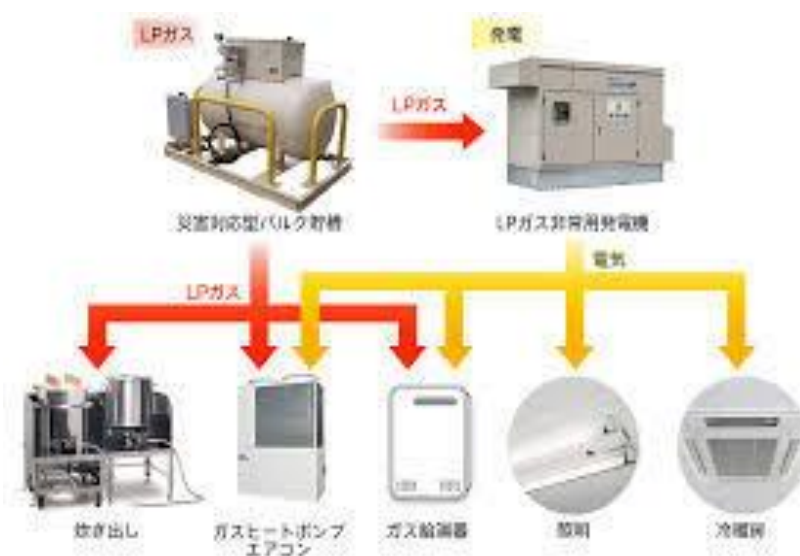 LPガス
発電
LPガス
災害対応型バルク貯槽
LPガス非常用発電機
電気
LPガス
炊き出し
ガスヒートポンプ
エアコン
ガス給湯器
照明
冷暖房